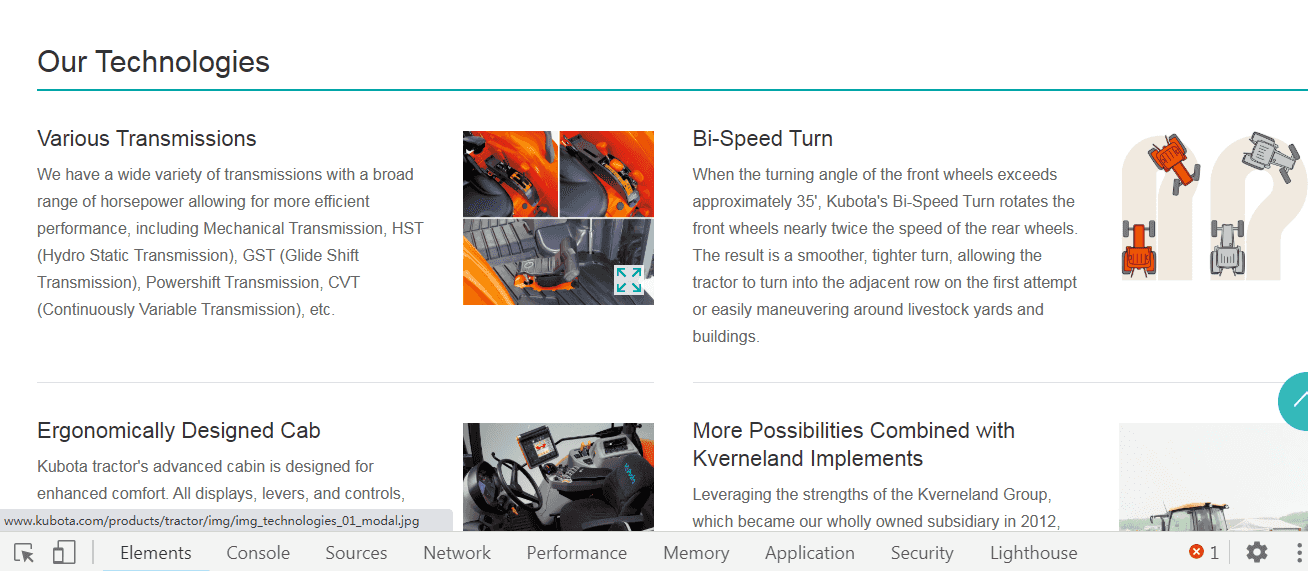 Our Technologies
Various Transmissions
We have a wide variety of transmissions with a broad
range of horsepower allowing for more efficient
performance, including Mechanical Transmission, HST
(Hydro Static Transmission), GST (Glide Shift
Transmission), Powershift Transmission, CVT
(Continuously Variable Transmission), etc.
Bi-Speed Turn
When the turning angle of the front wheels exceeds
approximately 35', Kubota's Bi-Speed Turn rotates the
front wheels nearly twice the speed of the rear wheels.
The result is a smoother, tighter turn, allowing the
tractor to turn into the adjacent row on the first attempt
or easily maneuvering around livestock yards and
buildings.
Ergonomically Designed Cab
Kubota tractor's advanced cabin is designed for
enhanced comfort. All displays, levers, and controls,
More Possibilities Combined with
Kverneland Implements
Leveraging the strengths of the Kverneland Group,
which became our wholly owned subsidiary in 2012,
www.kubota.com/products/tractor/img/img_technologies_01_modal.jpg
Elements Console Sources Network Performance Memory Application Security Lighthouse 1